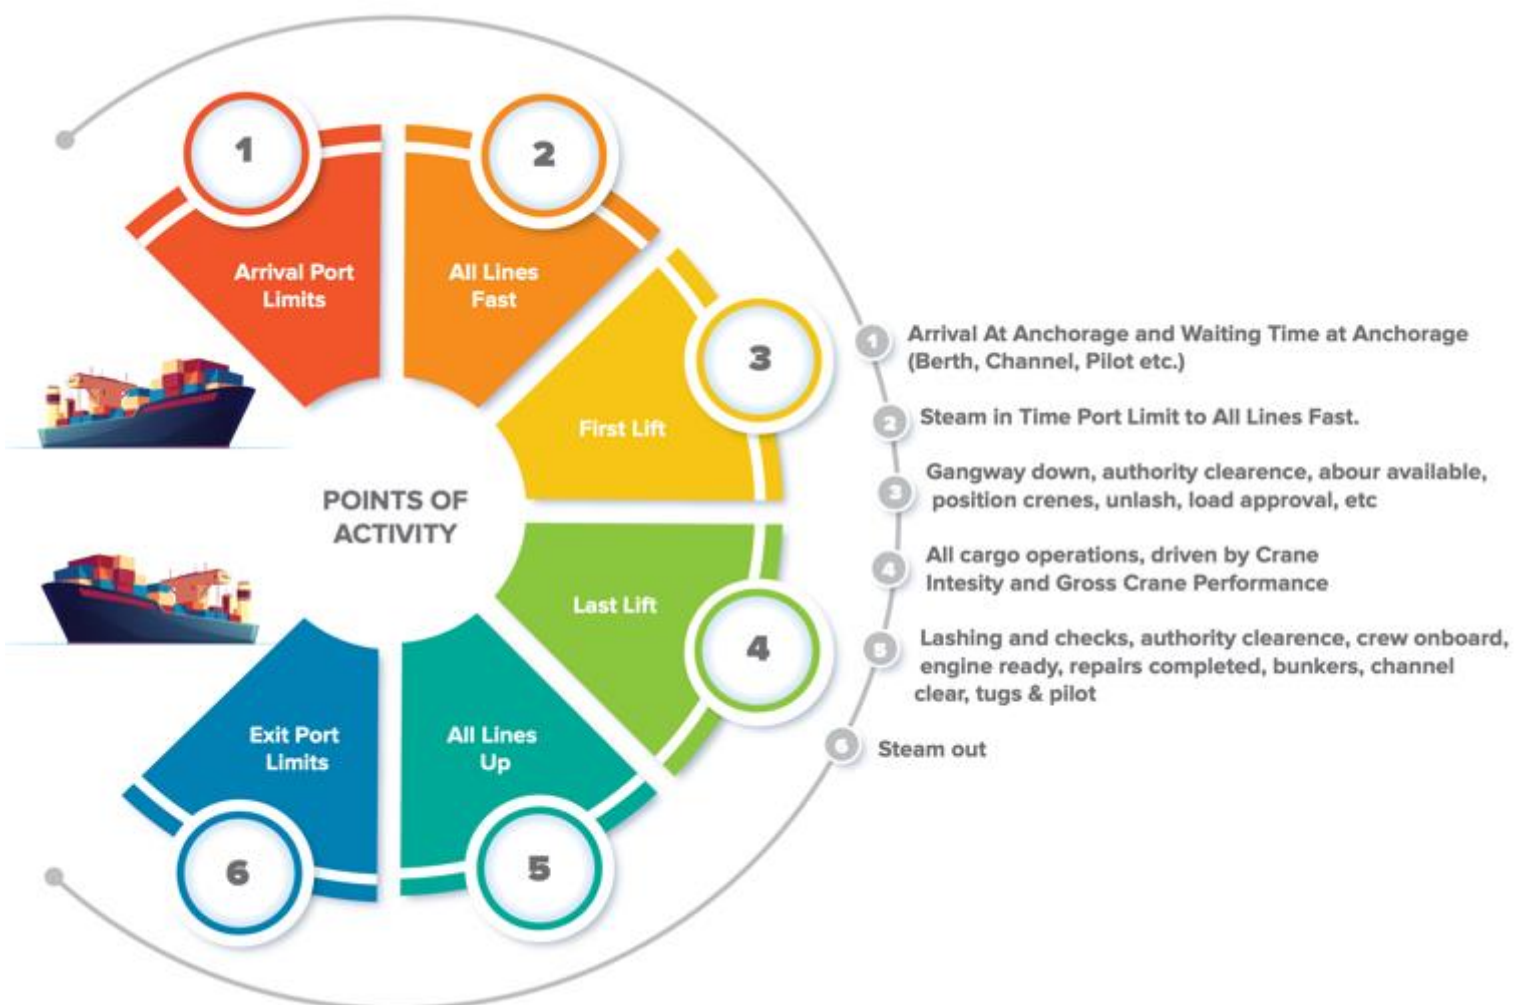 1
Arrival Port
Limits
2
All Lines
Fast
3
First Lift
POINTS OF
ACTIVITY
4
Last Lift
5
All Lines
Up
6
Exit Port
Limits
1 Arrival At Anchorage and Waiting Time at Anchorage
(Berth, Channel, Pilot etc.)
2 Steam in Time Port Limit to All Lines Fast.
3 Gangway down, authority clearence, abour available,
position crenes, unlash, load approval, etc
4 All cargo operations, driven by Crane
Intesity and Gross Crane Performance
5 Lashing and checks, authority clearence, crew onboard,
engine ready, repairs completed, bunkers, channel
clear, tugs & pilot
6 Steam out